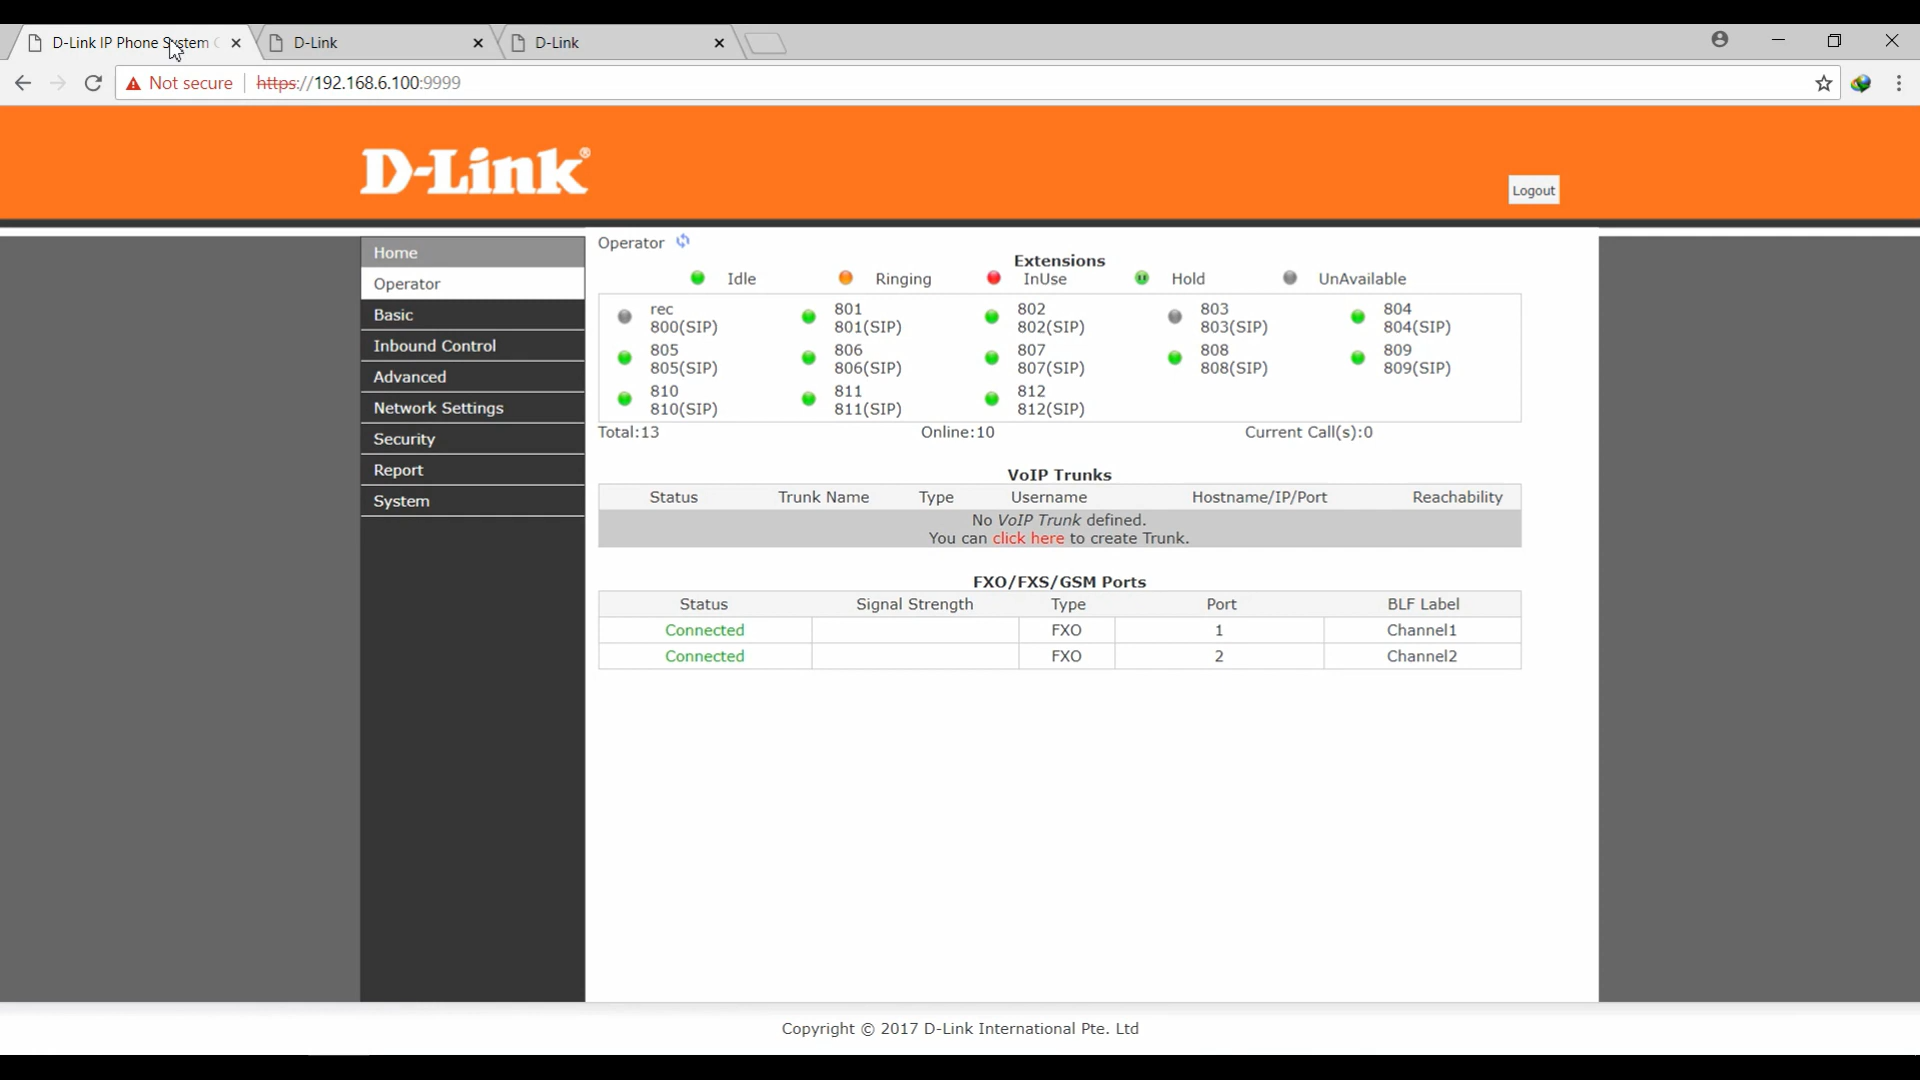 D-Link IP Phone System
D-Link
D-Link
Not secure
https://192.168.6.100:9999
D-Link®
Logout
Home
Operator
Basic
Inbound Control
Advanced
Network Settings
Security
Report
System
Operator
Extensions
Idle Ringing InUse Hold UnAvailable
rec 801 802 803 804
800(SIP) 801(SIP) 802(SIP) 803(SIP) 804(SIP)
805 806 807 808 809
805(SIP) 806(SIP) 807(SIP) 808(SIP) 809(SIP)
810 811 812
810(SIP) 811(SIP) 812(SIP)
Total:13 Online:10 Current Call(s):0
VoIP Trunks
Status Trunk Name Type Username Hostname/IP/Port Reachability
No VoIP Trunk defined.
You can click here to create Trunk.
FXO/FXS/GSM Ports
Status Signal Strength Type Port BLF Label
Connected FXO 1 Channel1
Connected FXO 2 Channel2
Copyright © 2017 D-Link International Pte. Ltd